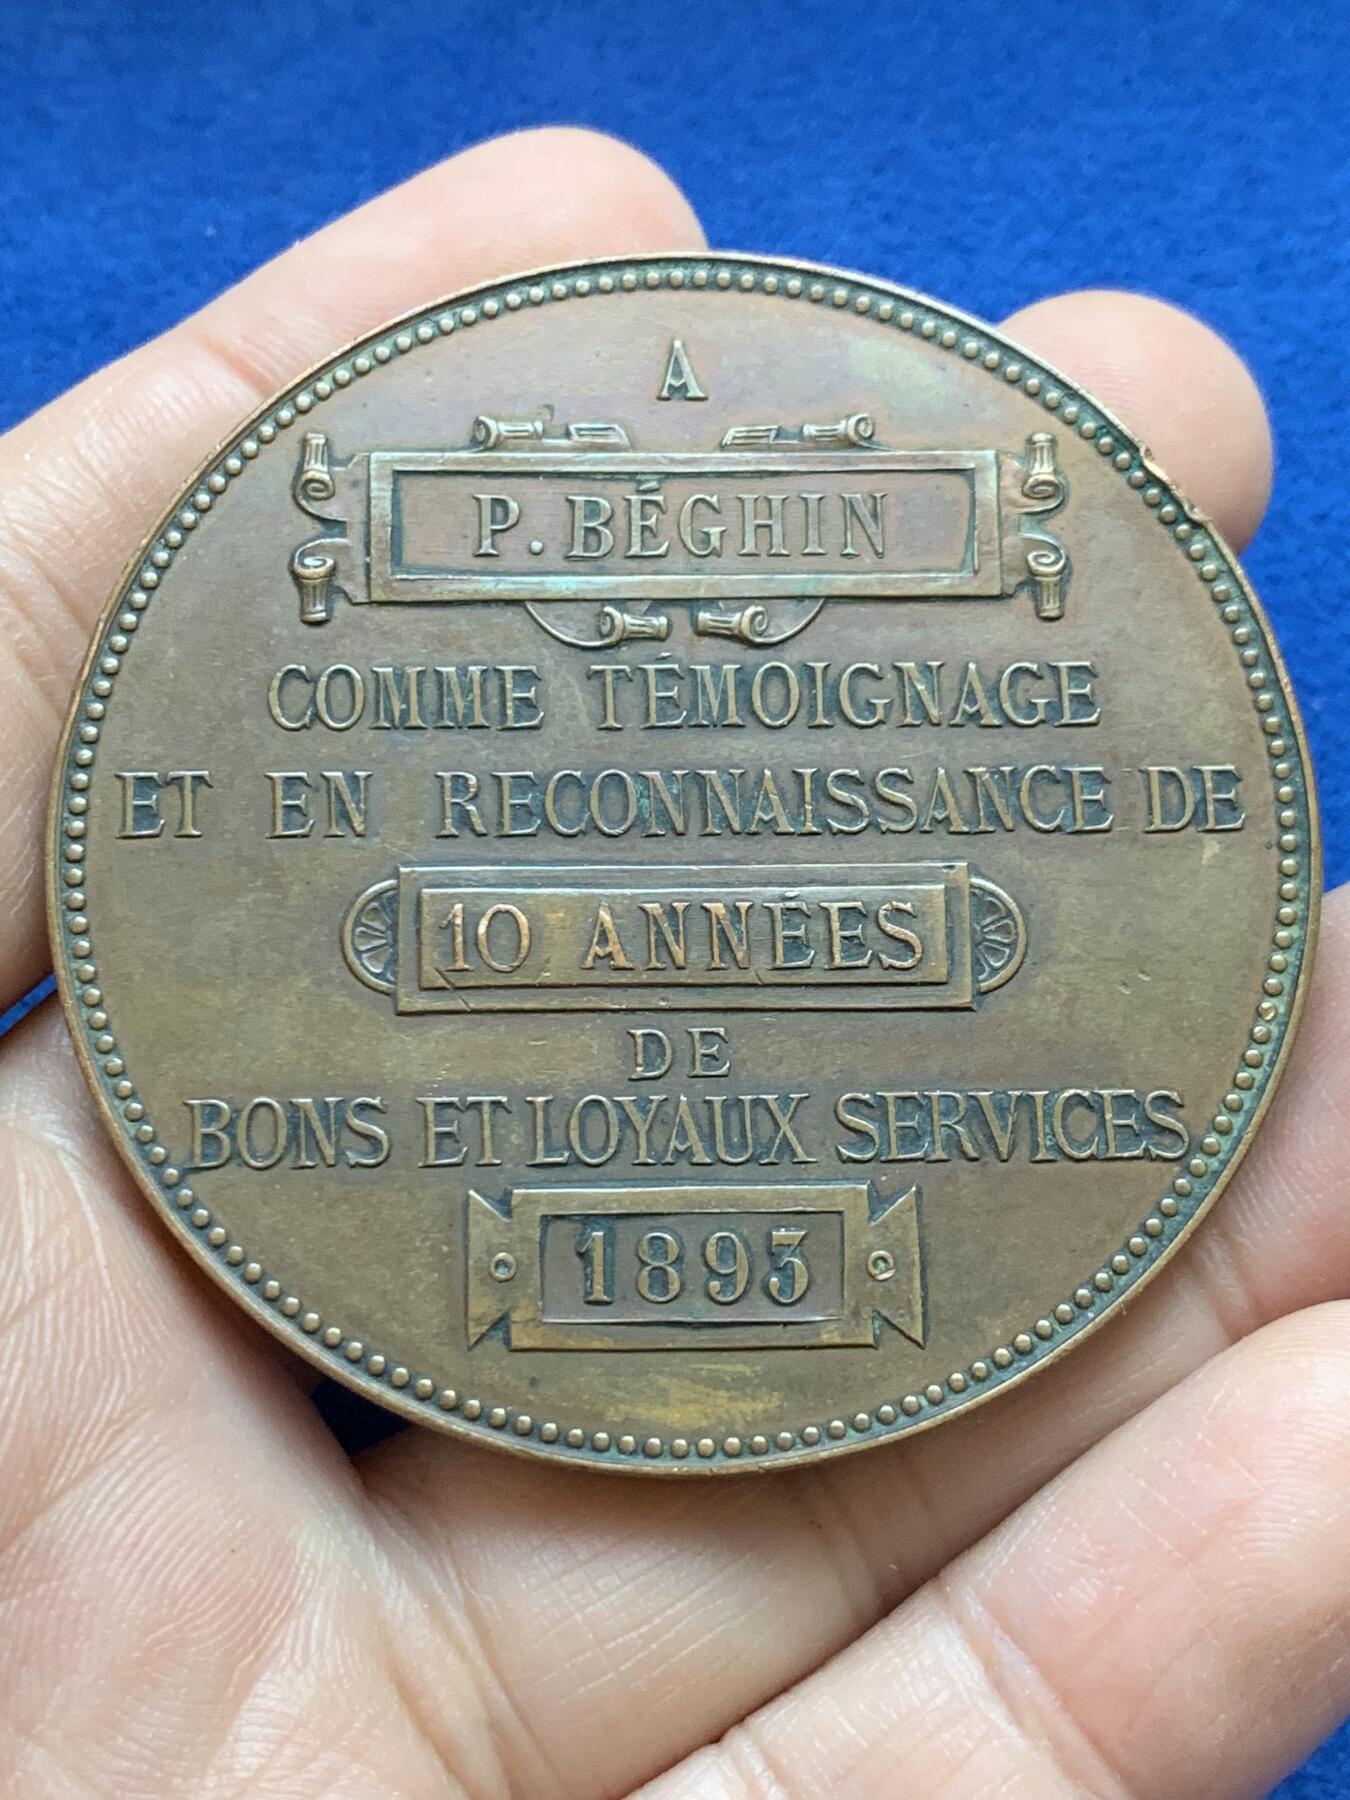 A
P. BÉGHIN
COMME TÉMOIGNAGE
ET EN RECONNAISSANCE DE
10 ANNÉES
DE
BONS ET LOYAUX SERVICES
1893